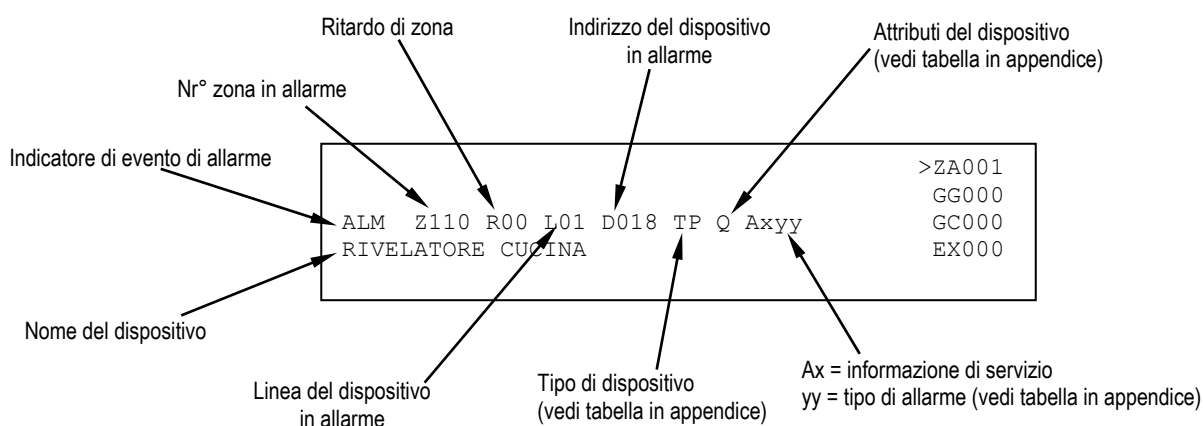 Ritardo di zona
Indirizzo del dispositivo
in allarme
Attributi del dispositivo
(vedi tabella in appendice)
Nr° zona in allarme
Indicatore di evento di allarme
>ZA001
GG000
ALM Z110 R00 L01 D018 TP Q Axyy GC000
RIVELATORE CUCINA EX000
Nome del dispositivo
Linea del dispositivo
in allarme
Tipo di dispositivo
(vedi tabella in appendice)
Ax = informazione di servizio
yy = tipo di allarme (vedi tabella in appendice)